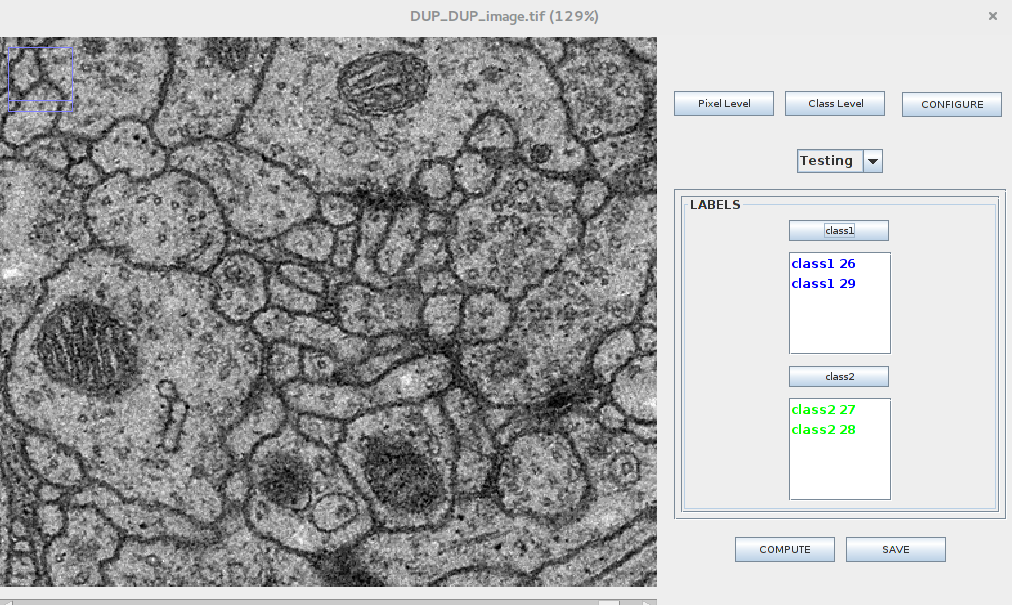 DUP_DUP_image.tif (129%)
Pixel Level
Class Level
CONFIGURE
Testing
LABELS
class1
class1 26
class1 29
class2
class2 27
class2 28
COMPUTE
SAVE